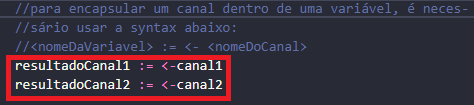 //para encapsular um canal dentro de uma variável, é neces-
//sário usar a syntax abaixo:
//<nomeDaVariavel> := <- <nomeDoCanal>
resultadoCanal1 := <-canal1
resultadoCanal2 := <-canal2